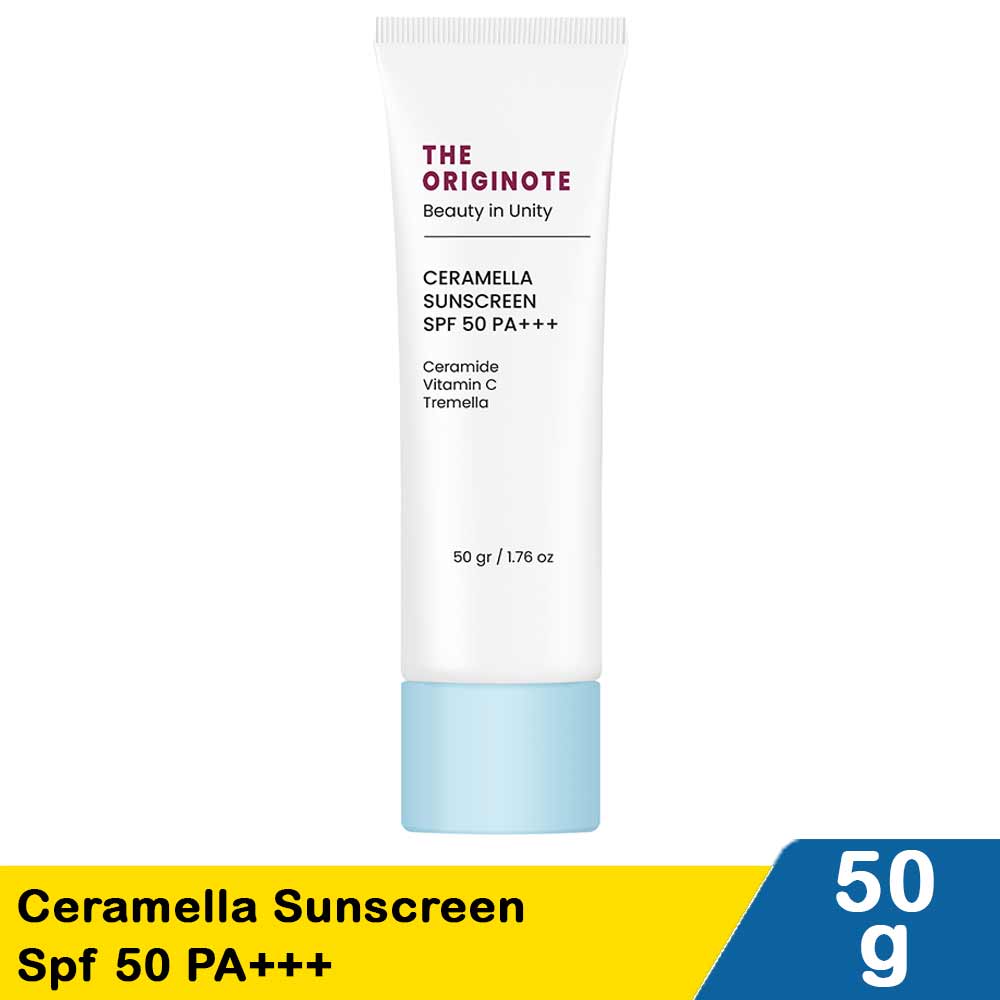 THE
ORIGINOTE
Beauty in Unity
CERAMELLA
SUNSCREEN
SPF 50 PA+++
Ceramide
Vitamin C
Tremella
50 gr / 1.76 oz
Ceramella Sunscreen
Spf 50 PA+++
50
g